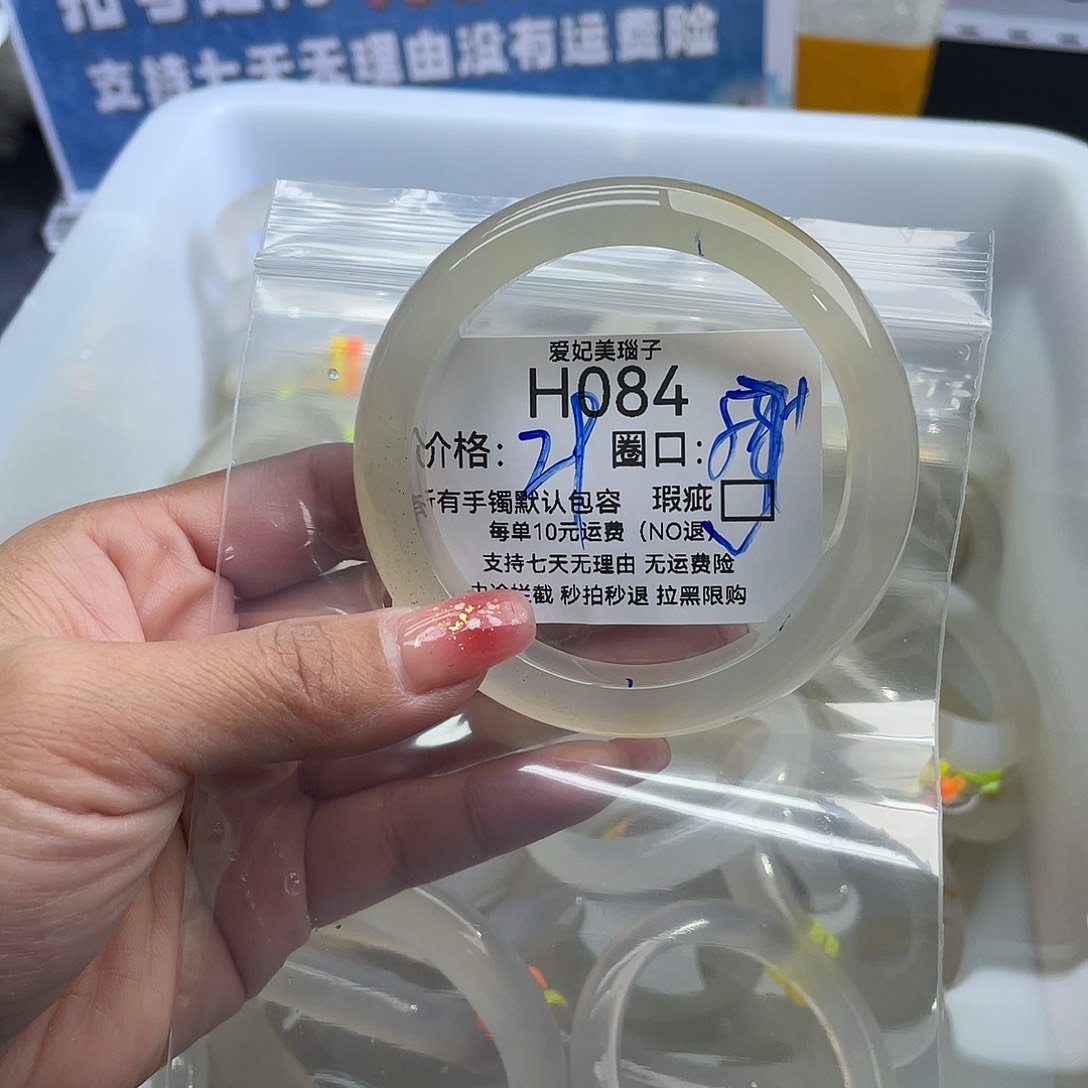 支持七天无理由没有运费险
爱妃美瑙子
H084
价格: 圈口:
所有手镯默认包容 瑕疵
每单10元运费（NO退）
支持七天无理由 无运费险
中途拦截 秒拍秒退 拉黑限购